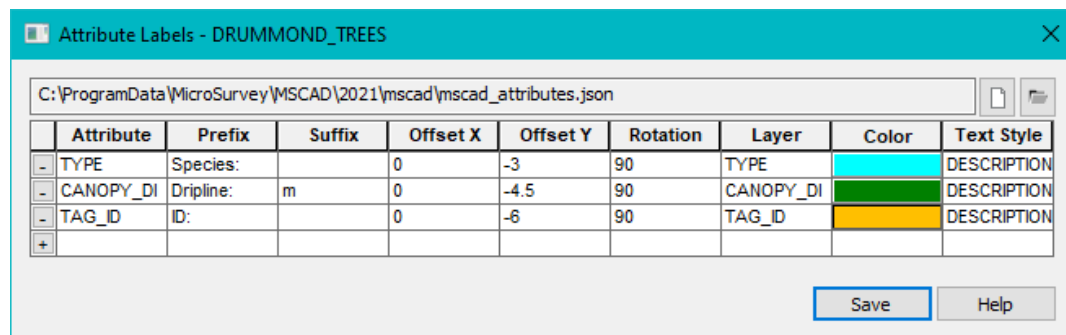 Attribute Labels - DRUMMOND_TREES
C:\ProgramData\MicroSurvey\MSCAD\2021\mscad\mscad_attributes.json
Attribute Prefix Suffix Offset X Offset Y Rotation Layer Color Text Style
- TYPE Species: 0 -3 90 TYPE DESCRIPTION
- CANOPY_DI Dripline: m 0 -4.5 90 CANOPY_DI DESCRIPTION
- TAG_ID ID: 0 -6 90 TAG_ID DESCRIPTION
+
Save Help